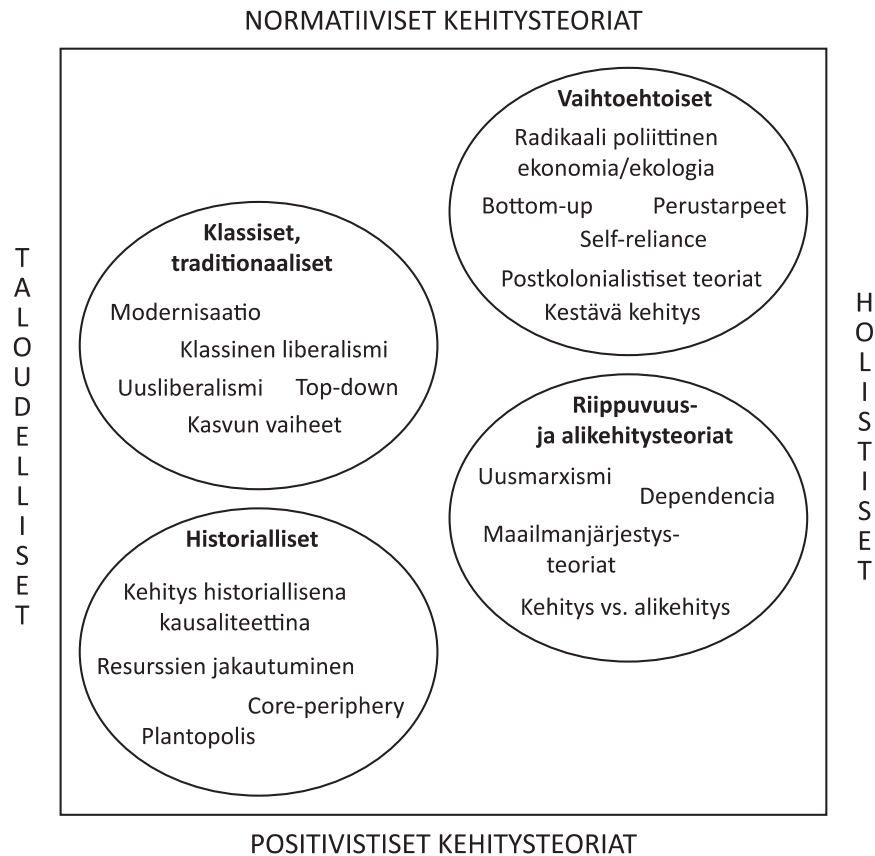 NORMATIIVISET KEHITYSTEORIAT
TALOUDELLISET
Klassiset,
traditionaaliset
Modernisaatio
Klassinen liberalismi
Uusliberalismi Top-down
Kasvun vaiheet
Historialliset
Kehitys historiallisena
kausaliteettina
Resurssien jakautuminen
Core-periphery
Plantopolis
Vaihtoehtoiset
Radikaali poliittinen
ekonomia/ekologia
Bottom-up Perustarpeet
Self-reliance
Postkolonialistiset teoriat
Kestävä kehitys
Riippuvuus-
ja alikehitysteoriat
Uusmarxismi
Dependencia
Maailmanjärjestys-
teoriat
Kehitys vs. alikehitys
HOLISTISET
POSITIVISTISET KEHITYSTEORIAT